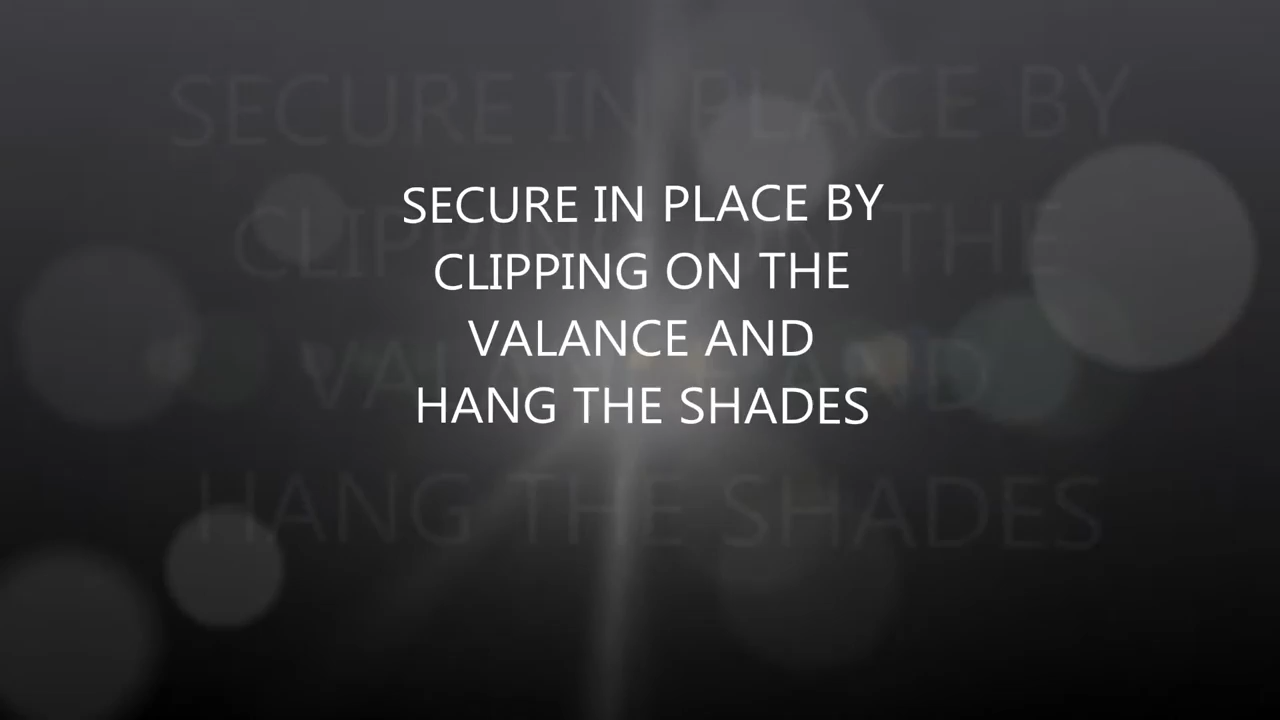 SECURE IN PLACE BY
CLIPPING ON THE
VALANCE AND
HANG THE SHADES